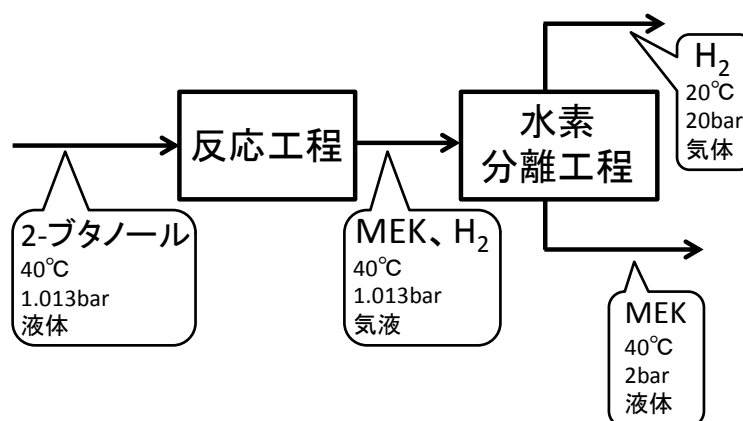 反応工程
水素
分離工程
H2
20℃
20bar
気体
2-ブタノール
40℃
1.013bar
液体
MEK、H2
40℃
1.013bar
気液
MEK
40℃
2bar
液体